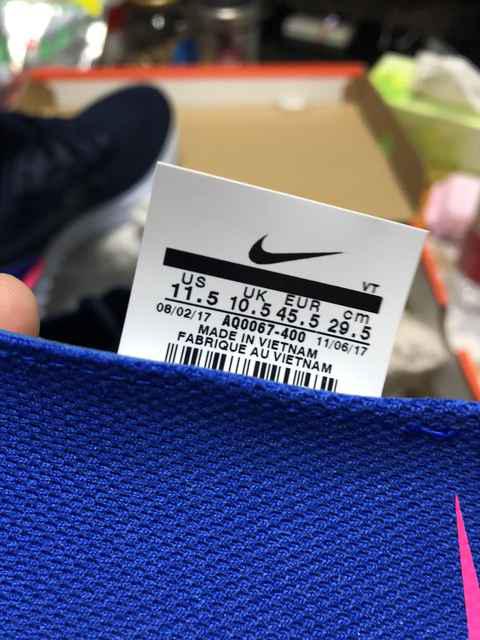 VT
US UK EUR cm
11.5 10.5 45.5 29.5
08/02/17 AQ0067-400 11/06/17
MADE IN VIETNAM
FABRIQUE AU VIETNAM